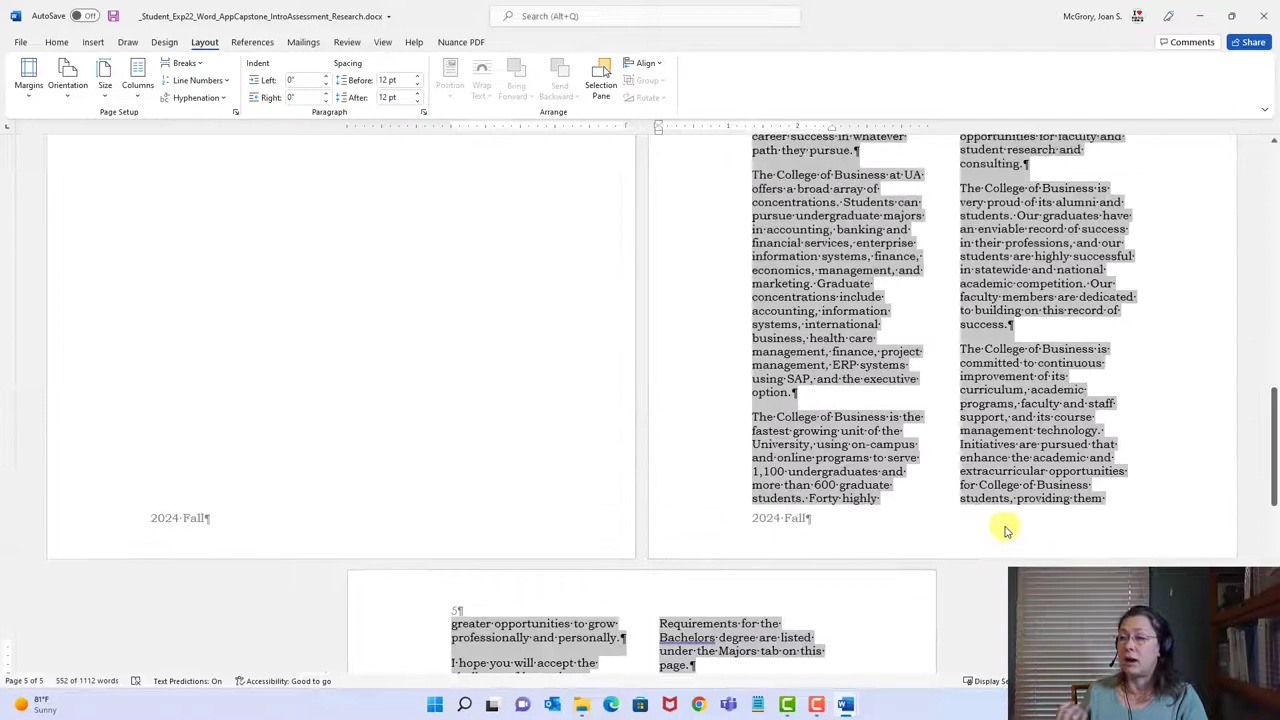 AutoSave Off _Student_Exp22_Word_AppCapstone_IntroAssessment_Research.docx Search (Alt+Q) McGrory, Joan S.
File Home Insert Draw Design Layout References Mailings Review View Help Nuance PDF Comments Share
Margins Orientation Size Columns Breaks Line Numbers Hyphenation
Page Setup
Indent Spacing
Left: 0" Before: 12 pt
Right: 0" After: 12 pt
Paragraph
Position Wrap Text Bring Forward Send Backward Selection Pane Align Group Rotate
Arrange
1 2
2024·Fall¶
career·success·in·whatever·
path·they·pursue.¶
The·College·of·Business·at·UA·
offers·a·broad·array·of·
concentrations.·Students·can·
pursue·undergraduate·majors·
in·accounting,·banking·and·
financial·services,·enterprise·
information·systems,·finance,·
economics,·management,·and·
marketing.·Graduate·
concentrations·include·
accounting,·information·
systems,·international·
business,·health·care·
management,·finance,·project·
management,·ERP·systems·
using·SAP,·and·the·executive·
option.¶
The·College·of·Business·is·the·
fastest·growing·unit·of·the·
University,·using·on-campus·
and·online·programs·to·serve·
1,100·undergraduates·and·
more·than·600·graduate·
students.·Forty·highly·
opportunities·for·faculty·and·
student·research·and·
consulting.¶
The·College·of·Business·is·
very·proud·of·its·alumni·and·
students.·Our·graduates·have·
an·enviable·record·of·success·
in·their·professions,·and·our·
students·are·highly·successful·
in·statewide·and·national·
academic·competition.·Our·
faculty·members·are·dedicated·
to·building·on·this·record·of·
success.¶
The·College·of·Business·is·
committed·to·continuous·
improvement·of·its·
curriculum,·academic·
programs,·faculty·and·staff·
support,·and·its·course·
management·technology.·
Initiatives·are·pursued·that·
enhance·the·academic·and·
extracurricular·opportunities·
for·College·of·Business·
students,·providing·them·
2024·Fall¶
5¶
greater·opportunities·to·grow·
professionally·and·personally.¶
I·hope·you·will·accept·the·
Requirements·for·the·
Bachelors·degree·are·listed·
under·the·Majors·tab·on·this·
page.¶
Page 5 of 5 552 of 1112 words Text Predictions: On Accessibility: Good to go Display
81°F
Sunny